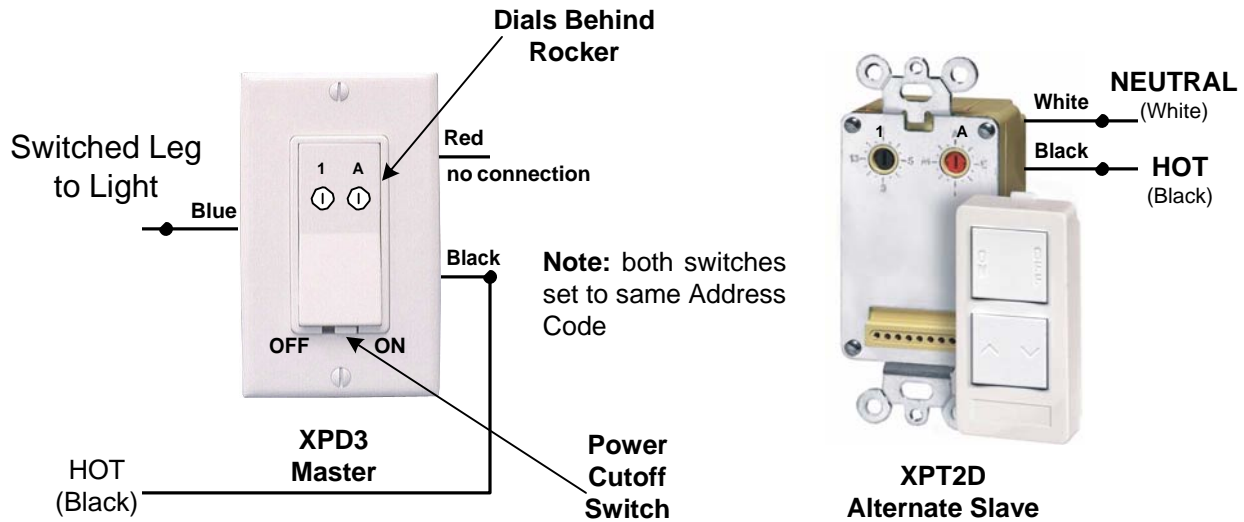 Dials Behind
Rocker
Switched Leg
to Light
Blue
1 A
Red
no connection
Black
OFF ON
XPD3
Master
HOT
(Black)
Power
Cutoff
Switch
Note: both switches
set to same Address
Code
1 A
White
NEUTRAL
(White)
Black
HOT
(Black)
XPT2D
Alternate Slave